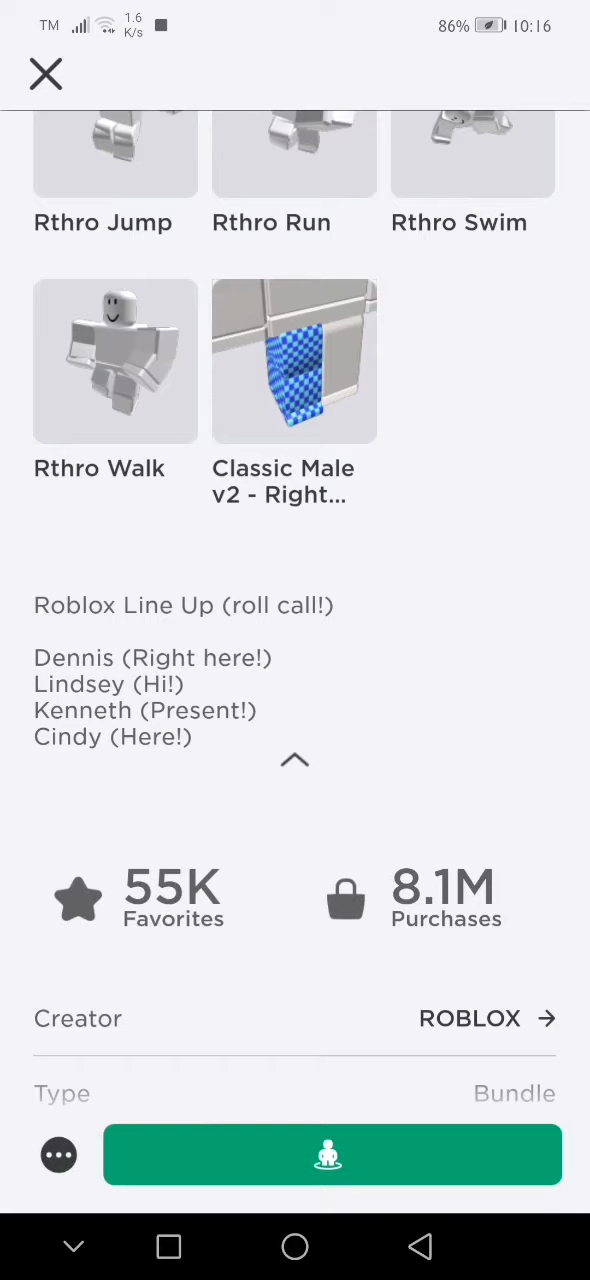 TM 1.6 K/s 86% 10:16
Rthro Jump Rthro Run Rthro Swim
Rthro Walk Classic Male
v2 - Right...
Roblox Line Up (roll call!)
Dennis (Right here!)
Lindsey (Hi!)
Kenneth (Present!)
Cindy (Here!)
55K 8.1M
Favorites Purchases
Creator ROBLOX →
Type Bundle